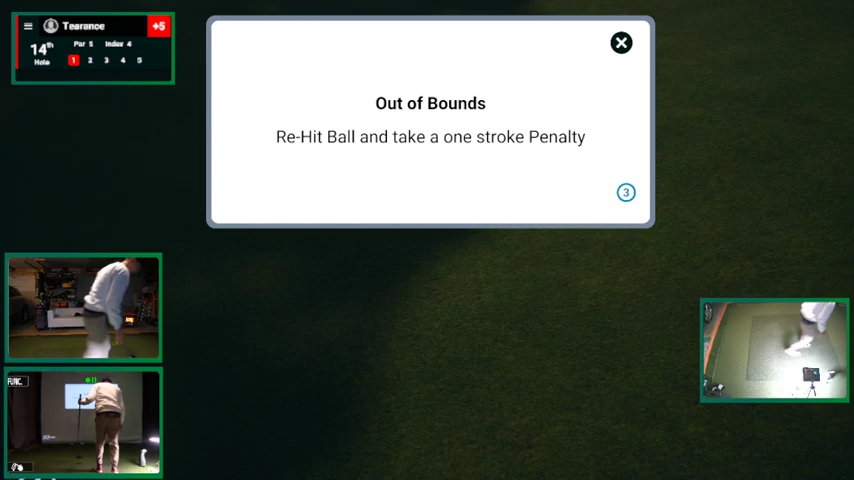 Tearance
+5
14th
Hole
Par 5 Index 4
1 2 3 4 5
Out of Bounds
Re-Hit Ball and take a one stroke Penalty
3
FUNC.